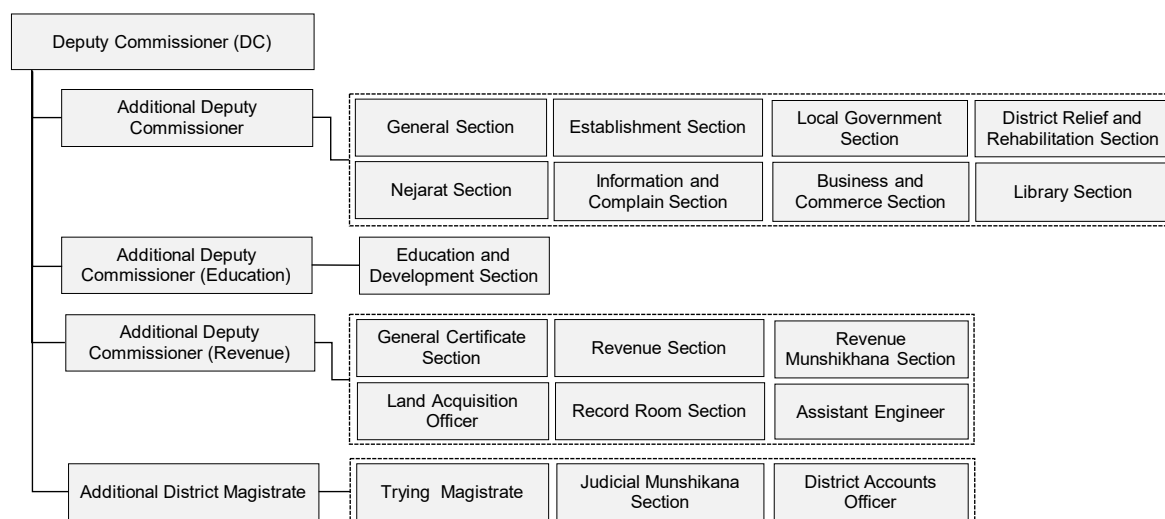 Deputy Commissioner (DC)
Additional Deputy
Commissioner
General Section
Establishment Section
Local Government
Section
District Relief and
Rehabilitation Section
Nejarat Section
Information and
Complain Section
Business and
Commerce Section
Library Section
Additional Deputy
Commissioner (Education)
Education and
Development Section
Additional Deputy
Commissioner (Revenue)
General Certificate
Section
Revenue Section
Revenue
Munshikhana Section
Land Acquisition
Officer
Record Room Section
Assistant Engineer
Additional District Magistrate
Trying Magistrate
Judicial Munshikana
Section
District Accounts
Officer